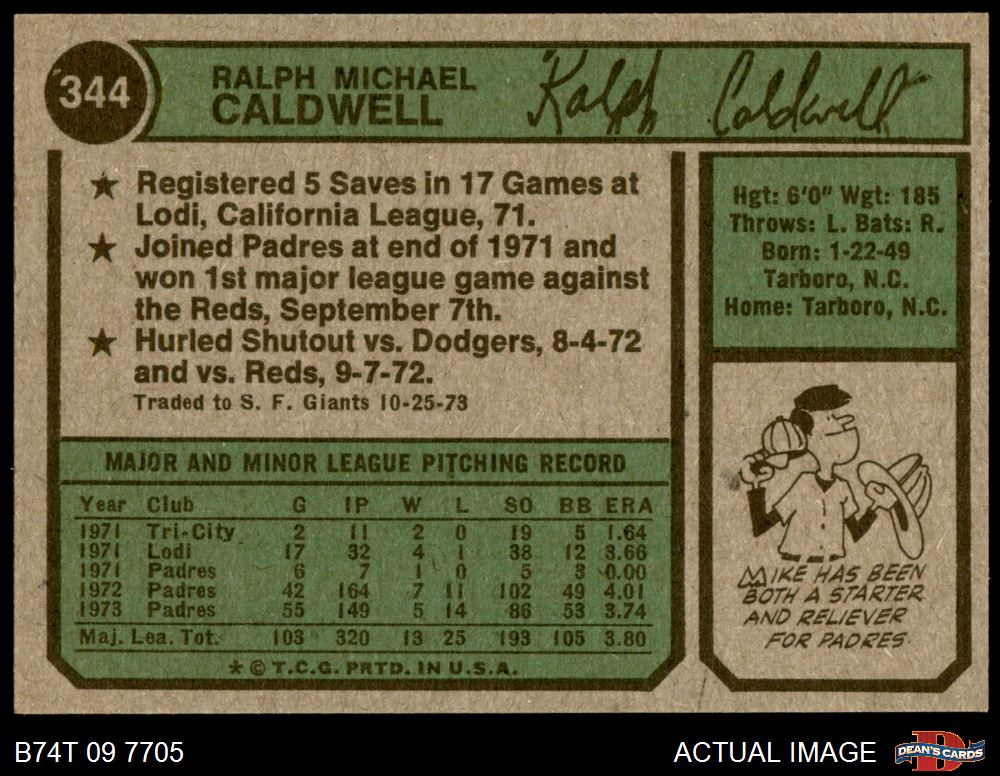 344
RALPH MICHAEL
CALDWELL
Ralph Caldwell
★ Registered 5 Saves in 17 Games at
Lodi, California League, 71.
★ Joined Padres at end of 1971 and
won 1st major league game against
the Reds, September 7th.
★ Hurled Shutout vs. Dodgers, 8-4-72
and vs. Reds, 9-7-72.
Traded to S. F. Giants 10-25-73
Hgt: 6'0" Wgt: 185
Throws: L. Bats: R.
Born: 1-22-49
Tarboro, N.C.
Home: Tarboro, N.C.
MAJOR AND MINOR LEAGUE PITCHING RECORD
Year Club G IP W L SO BB ERA
1971 Tri-City 2 11 2 0 19 5 1.64
1971 Lodi 17 32 4 1 38 12 3.66
1971 Padres 6 7 1 0 5 3 0.00
1972 Padres 42 164 7 11 102 49 4.01
1973 Padres 55 149 5 14 86 53 3.74
Maj. Lea. Tot. 103 320 13 25 193 105 3.80
* © T.C.G. PRTD. IN U.S.A.
MIKE HAS BEEN
BOTH A STARTER
AND RELIEVER
FOR PADRES
B74T 09 7705
ACTUAL IMAGE
DEAN'S CARDS